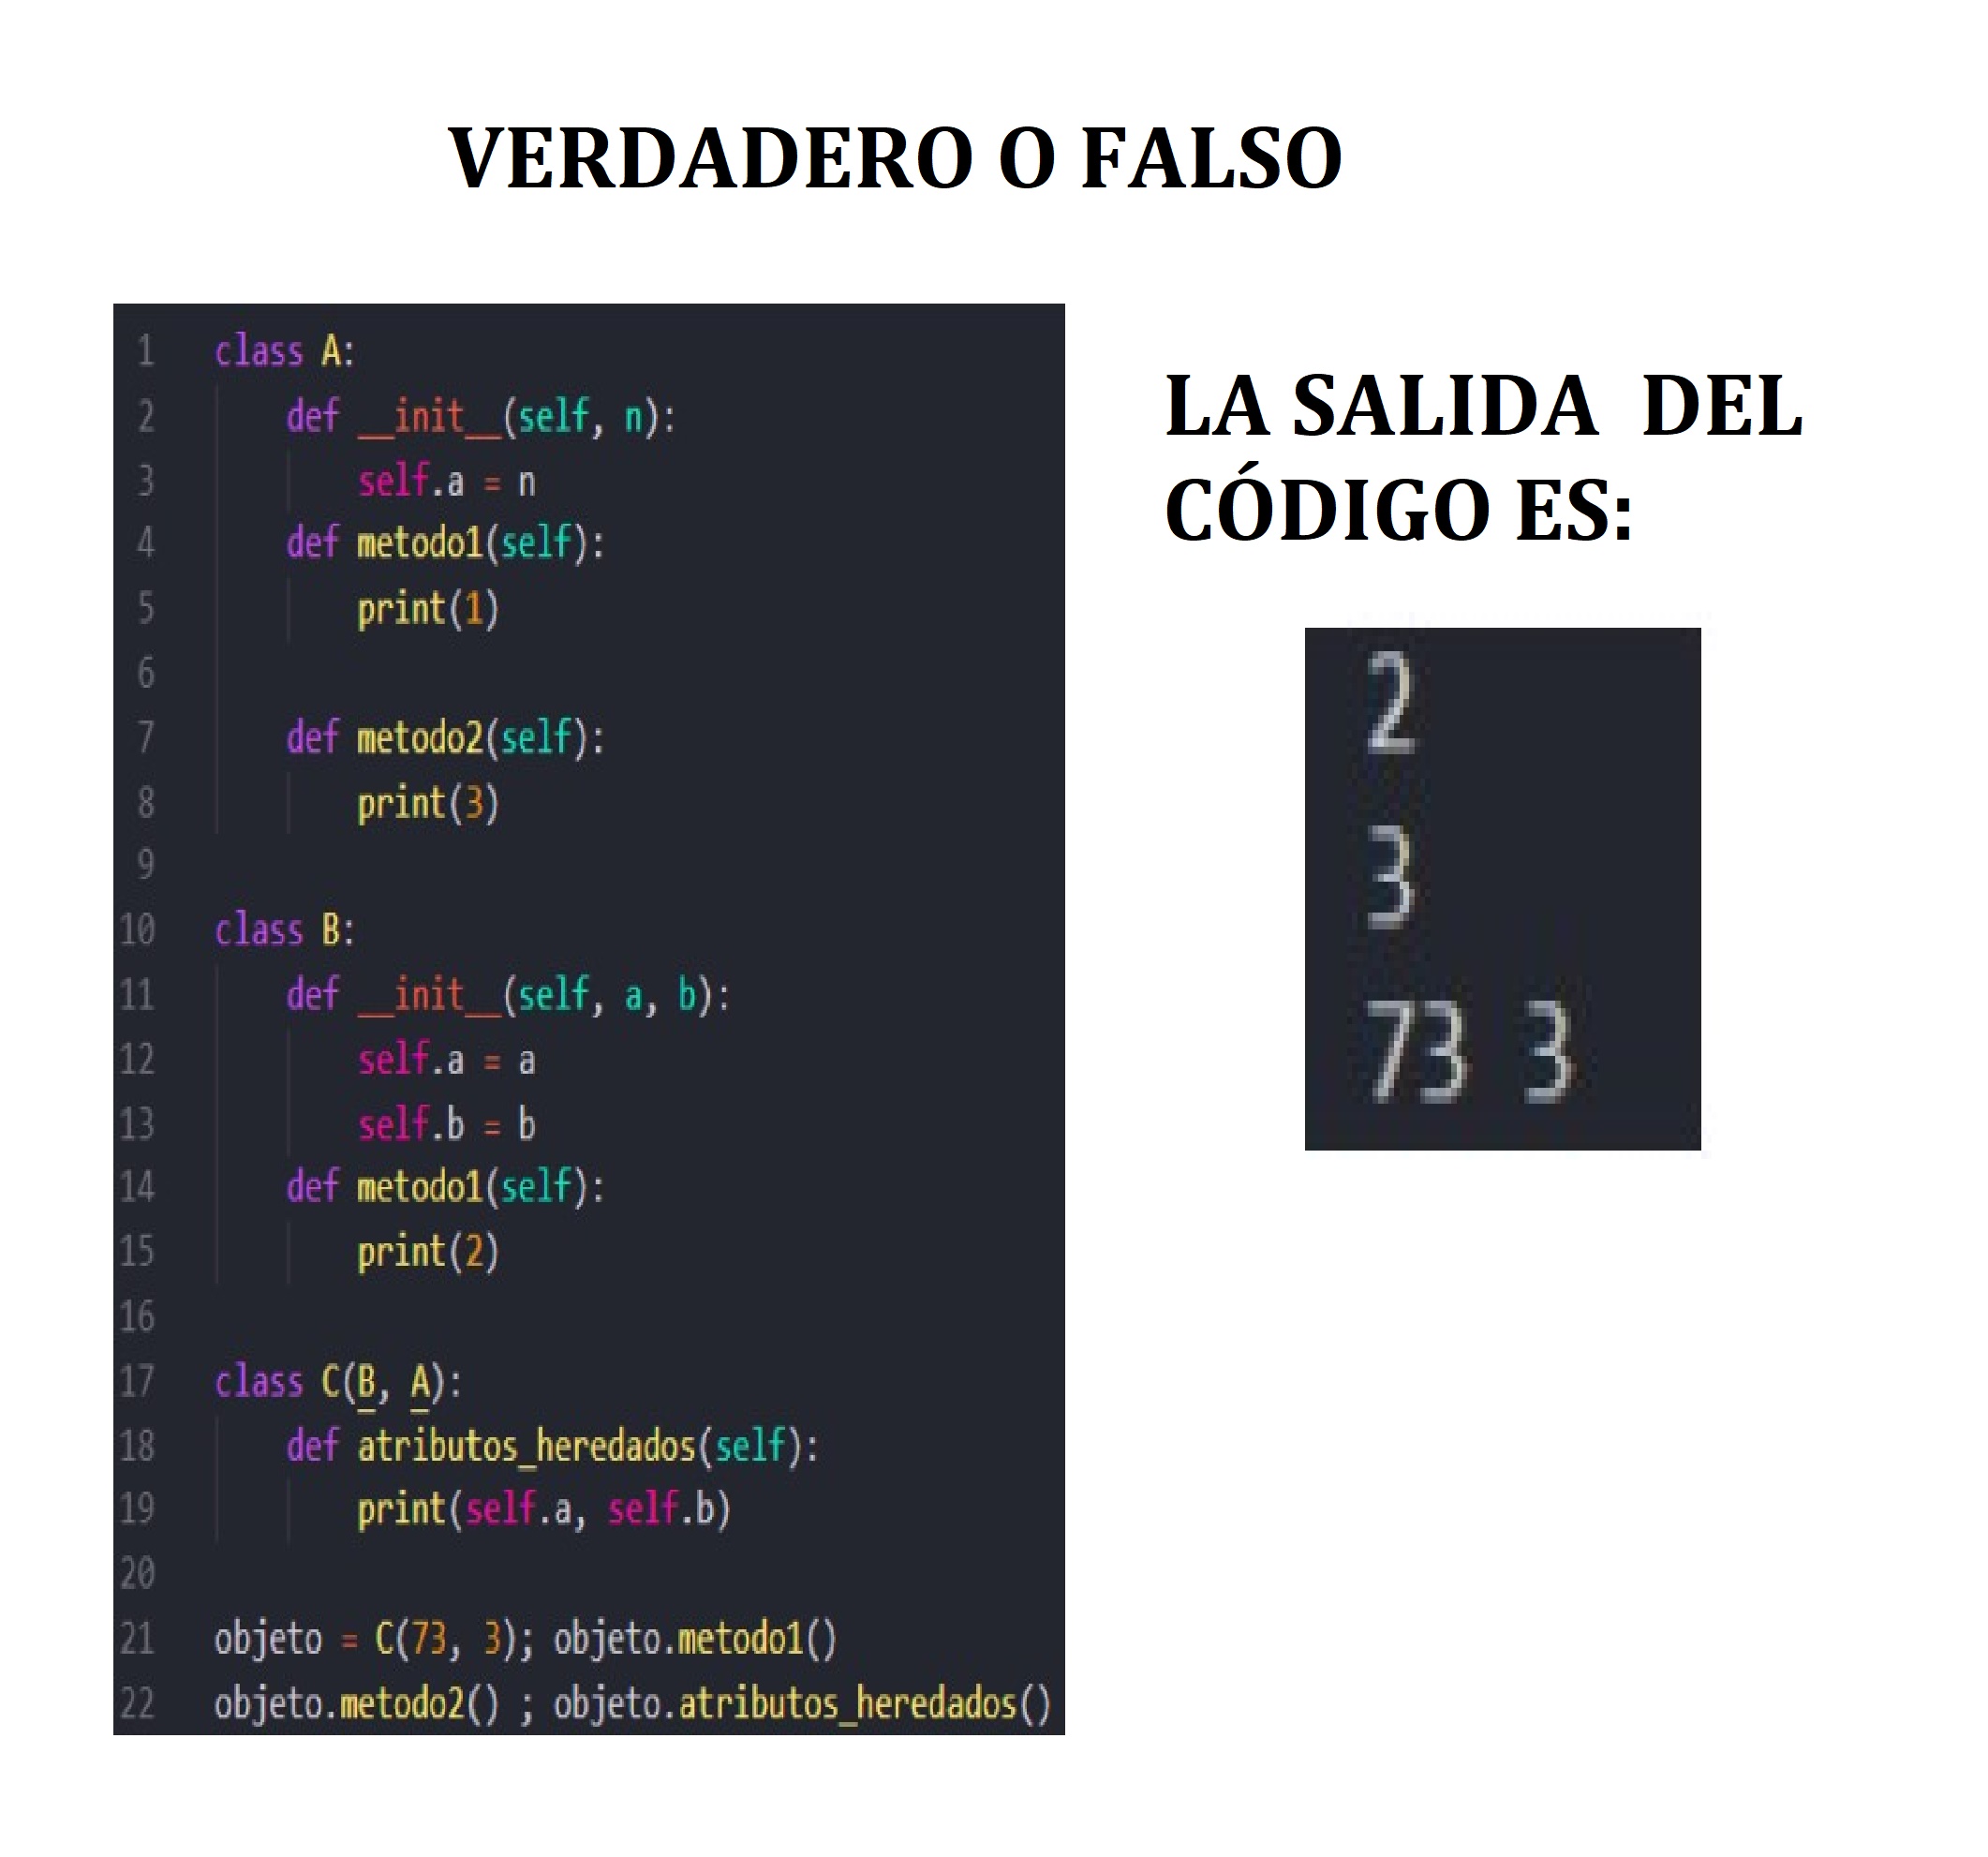 VERDADERO O FALSO
1 class A:
2 def __init__(self, n):
3 self.a = n
4 def metodo1(self):
5 print(1)
6
7 def metodo2(self):
8 print(3)
9
10 class B:
11 def __init__(self, a, b):
12 self.a = a
13 self.b = b
14 def metodo1(self):
15 print(2)
16
17 class C(B, A):
18 def atributos_heredados(self):
19 print(self.a, self.b)
20
21 objeto = C(73, 3); objeto.metodo1()
22 objeto.metodo2() ; objeto.atributos_heredados()
LA SALIDA DEL
CÓDIGO ES:
2
3
73 3